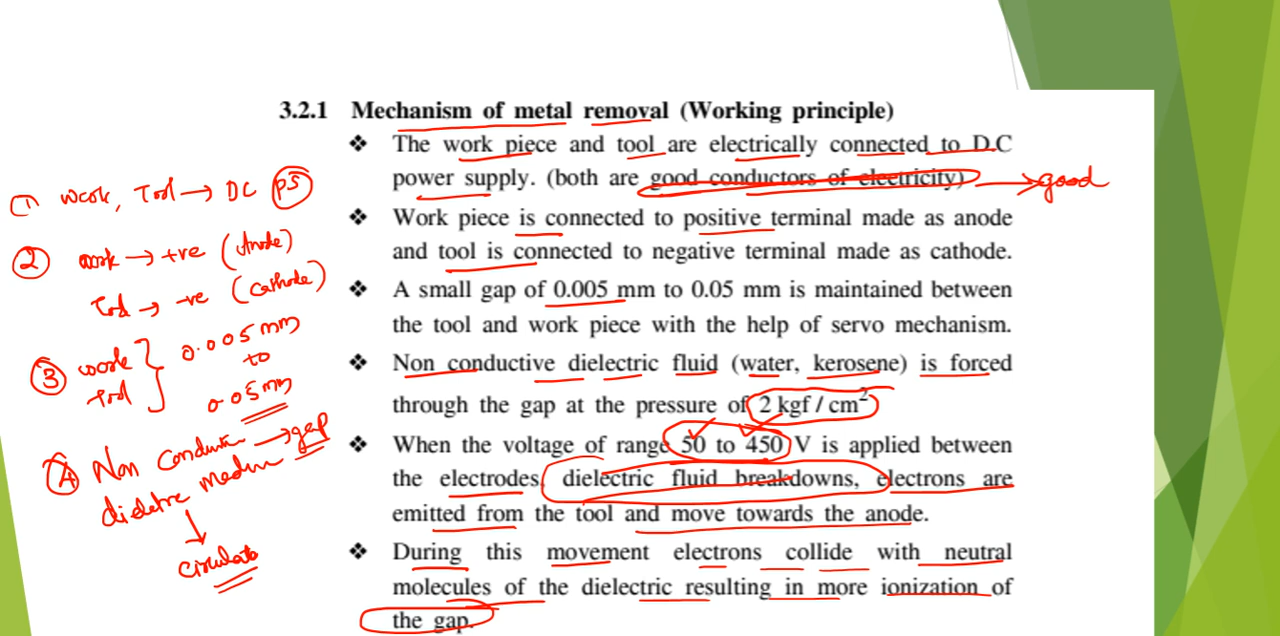 3.2.1 Mechanism of metal removal (Working principle)
❖ The work piece and tool are electrically connected to D.C
power supply. (both are good conductors of electricity) → good
❖ Work piece is connected to positive terminal made as anode
and tool is connected to negative terminal made as cathode.
❖ A small gap of 0.005 mm to 0.05 mm is maintained between
the tool and work piece with the help of servo mechanism.
❖ Non conductive dielectric fluid (water, kerosene) is forced
through the gap at the pressure of 2 kgf / cm²
❖ When the voltage of range 50 to 450 V is applied between
the electrodes, dielectric fluid breakdowns, electrons are
emitted from the tool and move towards the anode.
❖ During this movement electrons collide with neutral
molecules of the dielectric resulting in more ionization of
the gap.
① work, Tool → DC PS
② work → +ve (Anode)
Tool → -ve (Cathode)
③ work } 0.005 mm
tool to
0.05 mm
④ Non → gap
medium
↓